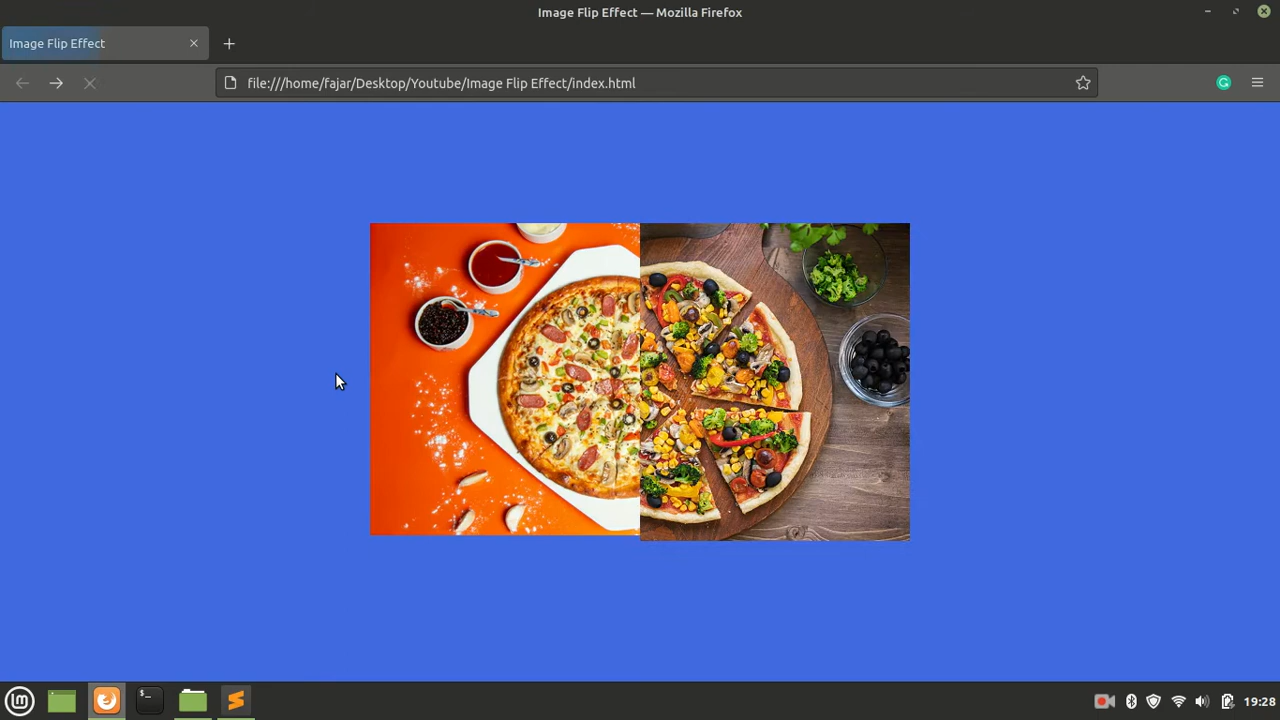 Image Flip Effect — Mozilla Firefox
Image Flip Effect
file:///home/fajar/Desktop/Youtube/Image Flip Effect/index.html
19:28